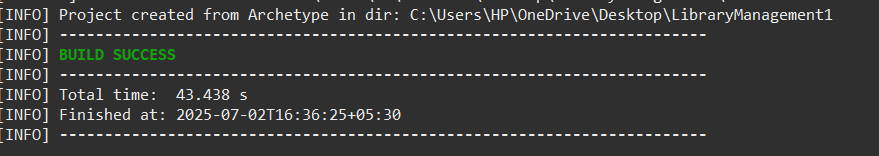 [INFO] Project created from Archetype in dir: C:\Users\HP\OneDrive\Desktop\LibraryManagement1
[INFO] ------------------------------------------------------------------------
[INFO] BUILD SUCCESS
[INFO] ------------------------------------------------------------------------
[INFO] Total time:  43.438 s
[INFO] Finished at: 2025-07-02T16:36:25+05:30
[INFO] ------------------------------------------------------------------------